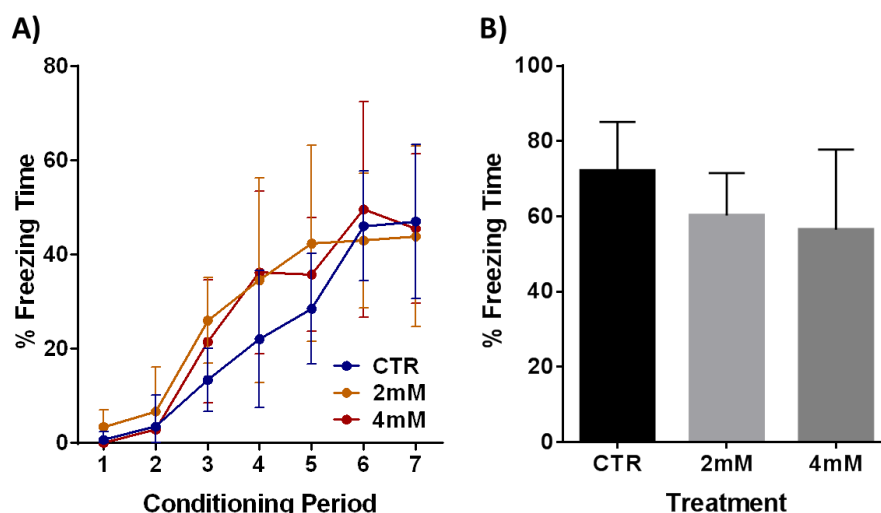 A)
% Freezing Time
80
60
40
20
0
1 2 3 4 5 6 7
Conditioning Period
CTR
2mM
4mM
B)
% Freezing Time
100
80
60
40
20
0
CTR 2mM 4mM
Treatment